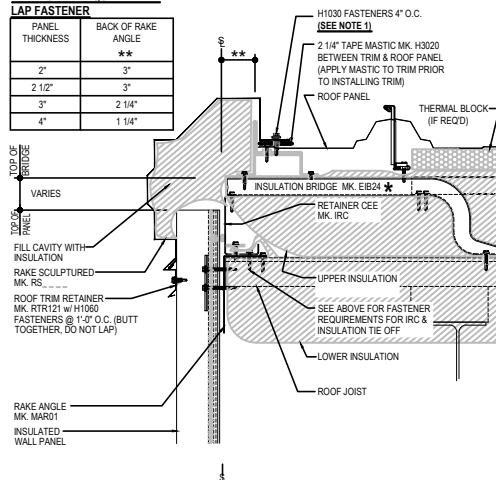 LAP FASTENER
PANEL THICKNESS
BACK OF RAKE ANGLE
**
2" 3"
2 1/2" 3"
3" 2 1/4"
4" 1 1/4"
**
H1030 FASTENERS 4" O.C.
(SEE NOTE 1)
2 1/4" TAPE MASTIC MK. H3020
BETWEEN TRIM & ROOF PANEL
(APPLY MASTIC TO TRIM PRIOR
TO INSTALLING TRIM)
ROOF PANEL
THERMAL BLOCK
(IF REQ'D)
TOP OF
BRIDGE
VARIES
TOP OF
PANEL
INSULATION BRIDGE MK. EIB24 *
RETAINER CEE
MK. IRC
FILL CAVITY WITH
INSULATION
RAKE SCULPTURED
MK. RS_ _ _ _ _
ROOF TRIM RETAINER
MK. RTR121 w/ H1060
FASTENERS @ 1'-0" O.C. (BUTT
TOGETHER, DO NOT LAP)
UPPER INSULATION
SEE ABOVE FOR FASTENER
REQUIREMENTS FOR IRC &
INSULATION TIE OFF
LOWER INSULATION
ROOF JOIST
RAKE ANGLE
MK. MAR01
INSULATED
WALL PANEL